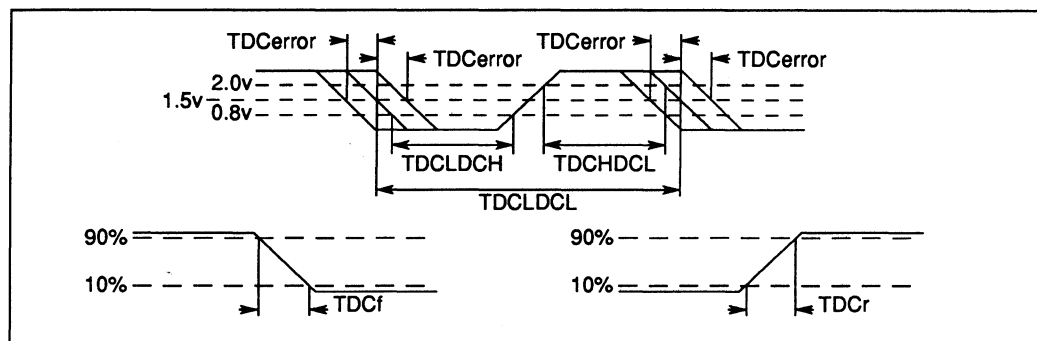 TDCerror
TDCerror
TDCerror
TDCerror
2.0v
1.5v
0.8v
TDCLDCH
TDCHDCL
TDCLDCL
90%
90%
10%
10%
TDCf
TDCr